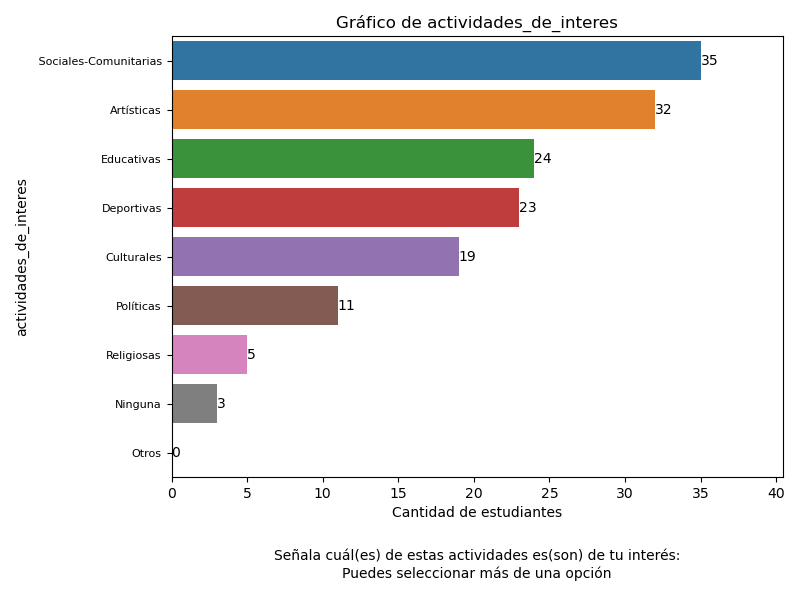 Gráfico de actividades_de_interes
Sociales-Comunitarias 35
Artísticas 32
Educativas 24
Deportivas 23
Culturales 19
Políticas 11
Religiosas 5
Ninguna 3
Otros 0
actividades_de_interes
0 5 10 15 20 25 30 35 40
Cantidad de estudiantes
Señala cuál(es) de estas actividades es(son) de tu interés:
Puedes seleccionar más de una opción